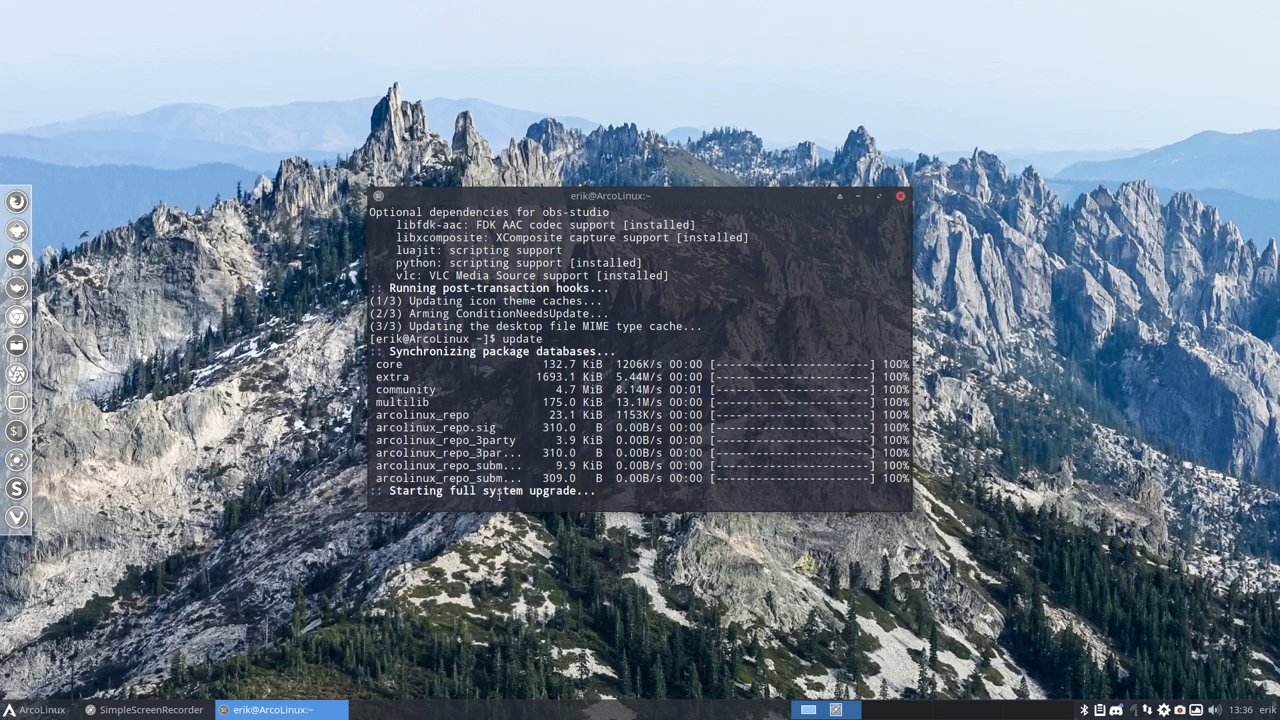 erik@ArcoLinux:~
Optional dependencies for obs-studio
libfdk-aac: FDK AAC codec support [installed]
libxcomposite: XComposite capture support [installed]
luajit: scripting support
python: scripting support [installed]
vlc: VLC Media Source support [installed]
:: Running post-transaction hooks...
(1/3) Updating icon theme caches...
(2/3) Arming ConditionNeedsUpdate...
(3/3) Updating the desktop file MIME type cache...
[erik@ArcoLinux ~]$ update
:: Synchronizing package databases...
core 132.7 KiB 1206K/s 00:00 [----------------------] 100%
extra 1693.1 KiB 5.44M/s 00:00 [----------------------] 100%
community 4.7 MiB 8.14M/s 00:00 [----------------------] 100%
multilib 175.0 KiB 13.1M/s 00:00 [----------------------] 100%
arcolinux_repo 23.1 KiB 1153K/s 00:00 [----------------------] 100%
arcolinux_repo.sig 310.0 B 0.00B/s 00:00 [----------------------] 100%
arcolinux_repo_3party 3.9 KiB 0.00B/s 00:00 [----------------------] 100%
arcolinux_repo_3par... 310.0 B 0.00B/s 00:00 [----------------------] 100%
arcolinux_repo_subm... 9.9 KiB 0.00B/s 00:00 [----------------------] 100%
arcolinux_repo_subm... 309.0 B 0.00B/s 00:00 [----------------------] 100%
:: Starting full system upgrade...
ArcoLinux SimpleScreenRecorder erik@ArcoLinux:~ 13:36 erik